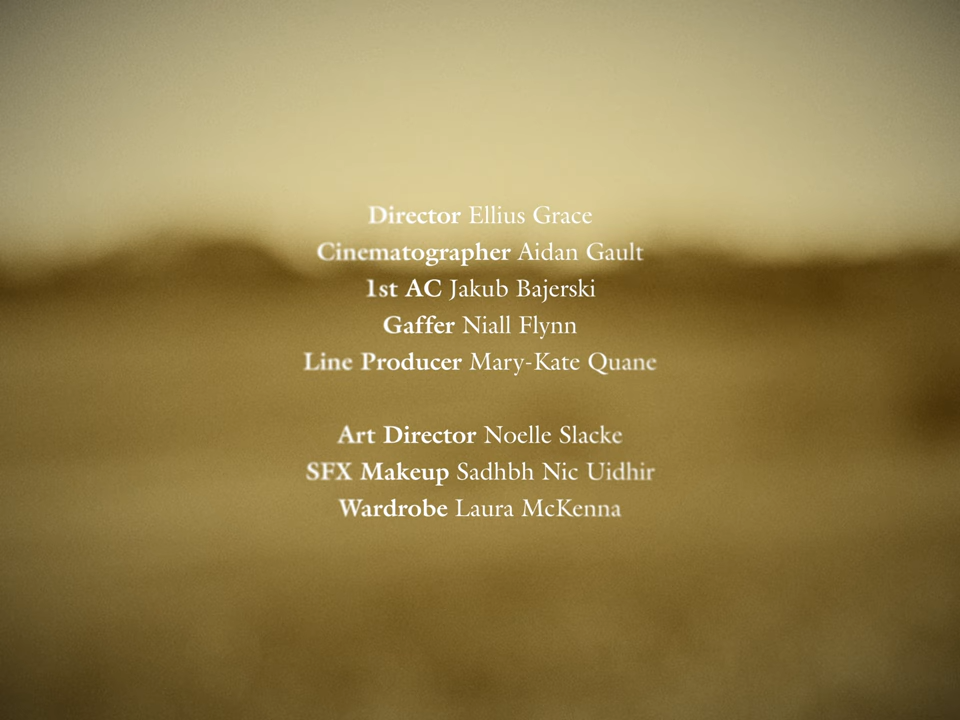 Director Ellius Grace
Cinematographer Aidan Gault
1st AC Jakub Bajerski
Gaffer Niall Flynn
Line Producer Mary-Kate Quane
Art Director Noelle Slacke
SFX Makeup Sadhbh Nic Uidhir
Wardrobe Laura McKenna